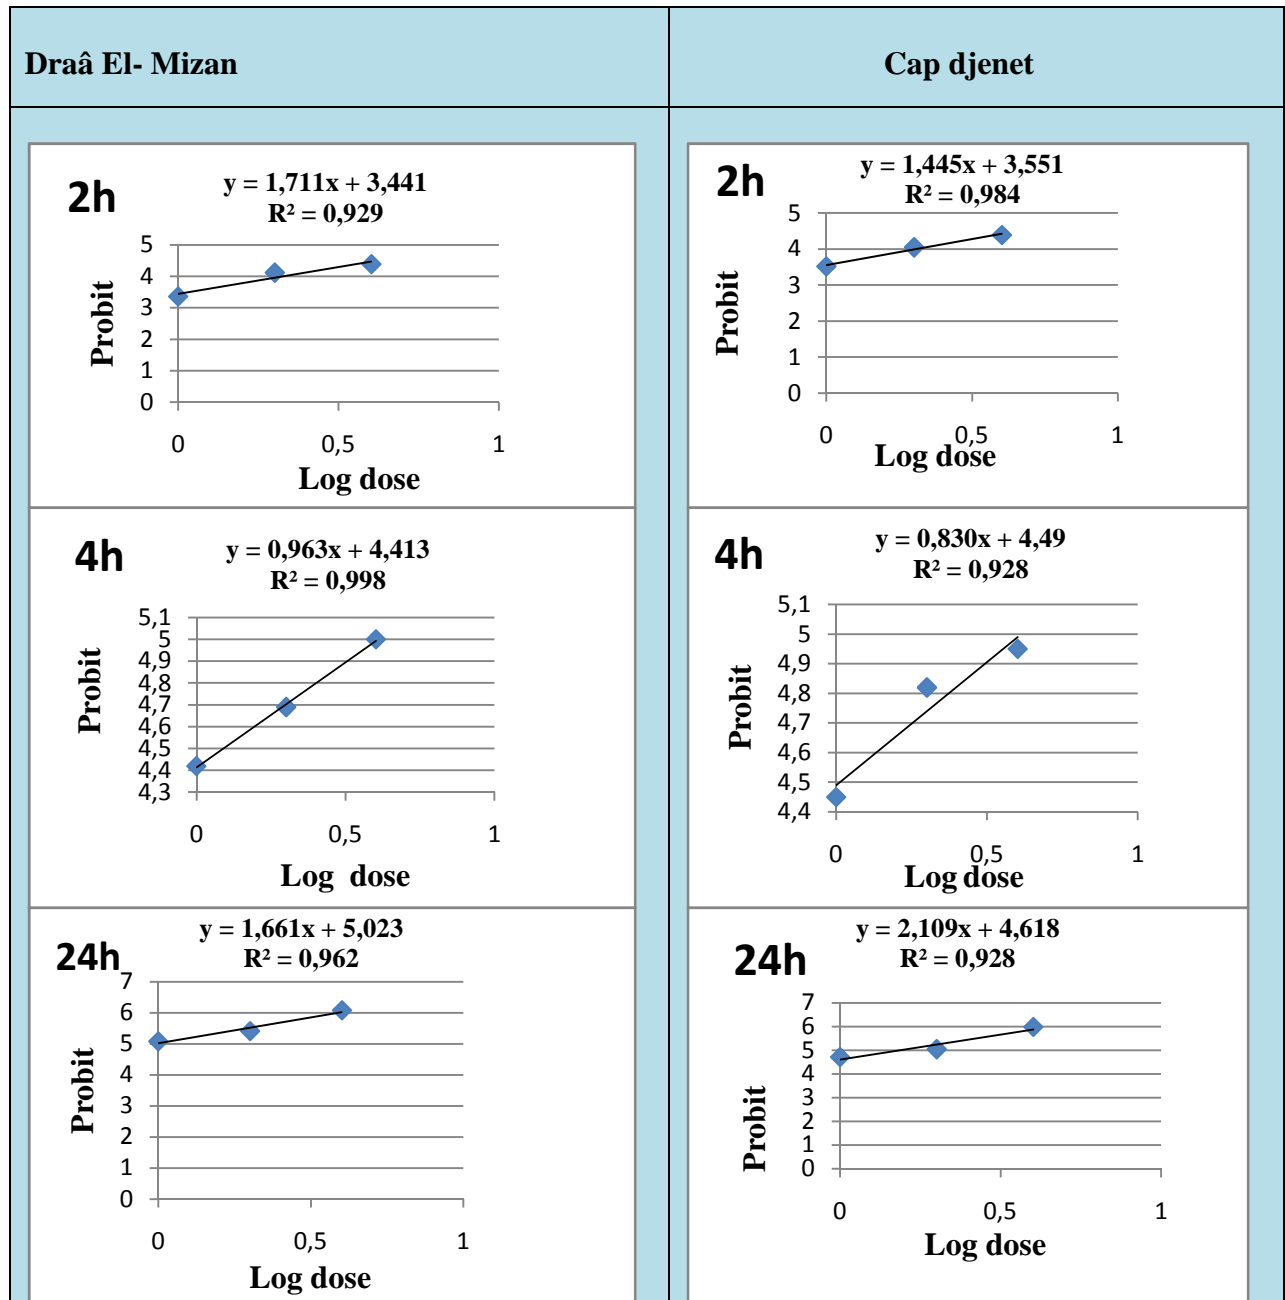 Draâ El- Mizan
Cap djenet
2h
y = 1,711x + 3,441
R² = 0,929
5
4
3
2
1
0
Probit
0 0,5 1
Log dose
2h
y = 1,445x + 3,551
R² = 0,984
5
4
3
2
1
0
Probit
0 0,5 1
Log dose
4h
y = 0,963x + 4,413
R² = 0,998
5,1
5
4,9
4,8
4,7
4,6
4,5
4,4
4,3
Probit
0 0,5 1
Log dose
4h
y = 0,830x + 4,49
R² = 0,928
5,1
5
4,9
4,8
4,7
4,6
4,5
4,4
Probit
0 0,5 1
Log dose
24h
y = 1,661x + 5,023
R² = 0,962
7
6
5
4
3
2
1
0
Probit
0 0,5 1
Log dose
24h
y = 2,109x + 4,618
R² = 0,928
7
6
5
4
3
2
1
0
Probit
0 0,5 1
Log dose